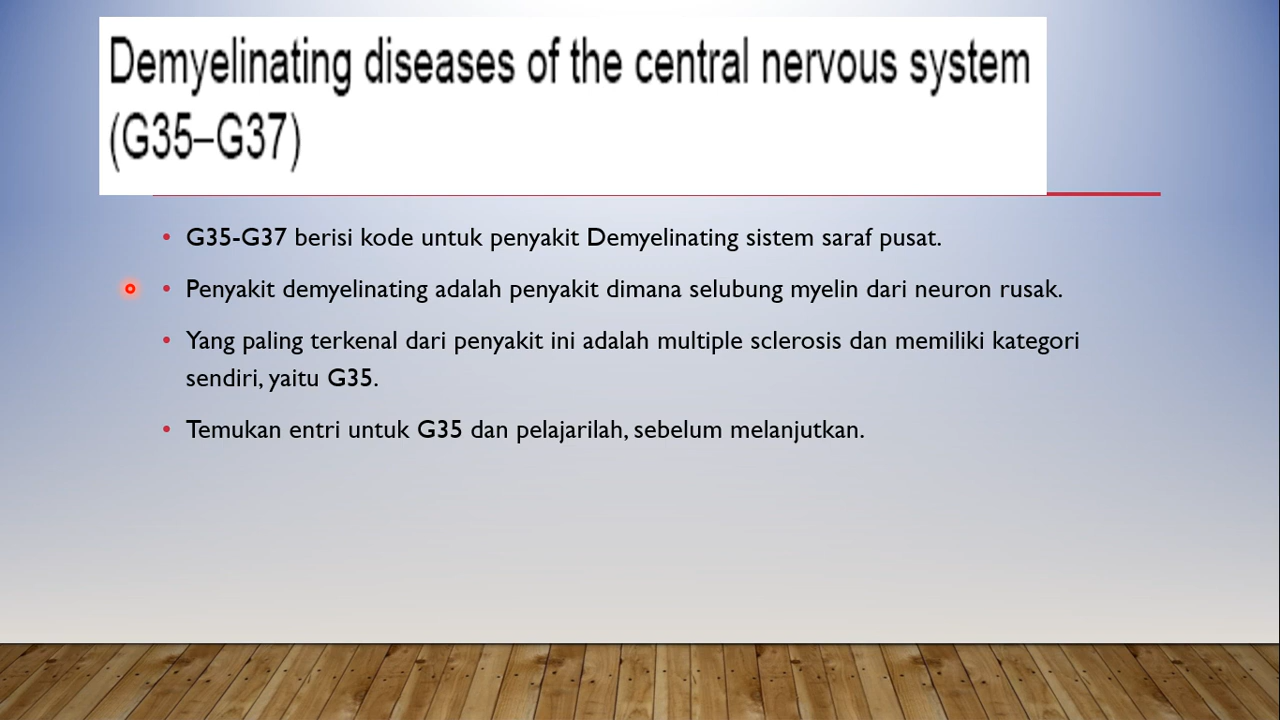 Demyelinating diseases of the central nervous system
(G35–G37)
• G35-G37 berisi kode untuk penyakit Demyelinating sistem saraf pusat.
• Penyakit demyelinating adalah penyakit dimana selubung myelin dari neuron rusak.
• Yang paling terkenal dari penyakit ini adalah multiple sclerosis dan memiliki kategori
sendiri, yaitu G35.
• Temukan entri untuk G35 dan pelajarilah, sebelum melanjutkan.